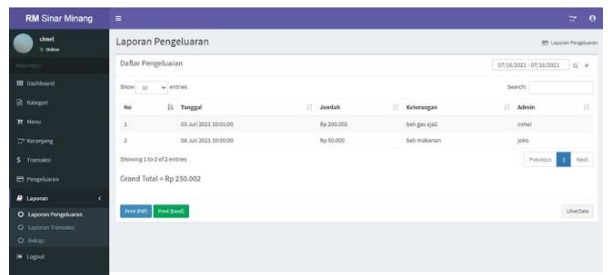 RM Sinar Minang
cimel
Online
Laporan Pengeluaran
Laporan Pengeluaran
Daftar Pengeluaran
07/16/2021 - 07/16/2021
Dashboard
Kategori
Menu
Keranjang
Transaksi
Pengeluaran
Laporan
Laporan Pengeluaran
Laporan Transaksi
Rekap
Logout
Show 10 entries
Search:
No Tanggal Jumlah Keterangan Admin
1 03 Juli 2021 10:01:00 Rp 200.002 beli gas aja2 cimel
2 04 Juli 2021 10:50:00 Rp 50.000 beli makanan joko
Showing 1 to 2 of 2 entries
Previous 1 Next
Grand Total = Rp 250.002
Print (Pdf) Print (Excel)
Lihat Data